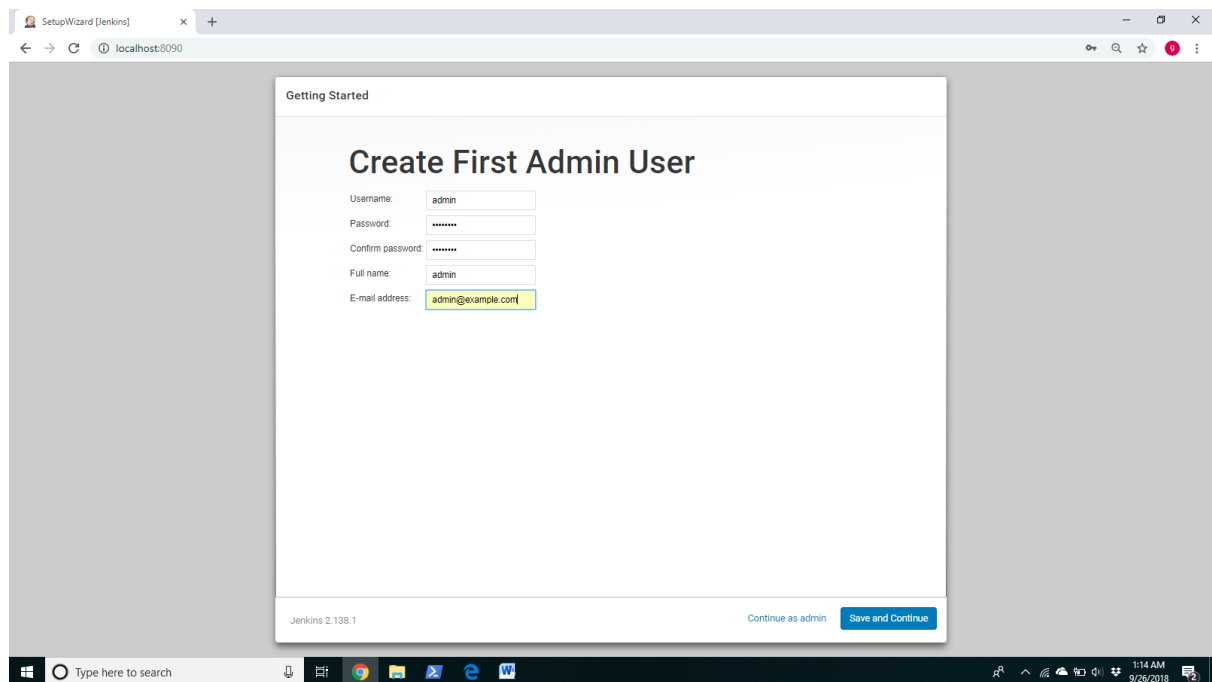 SetupWizard [Jenkins]
localhost:8090
g
Getting Started
Create First Admin User
Username: admin
Password: ••••••••
Confirm password: ••••••••
Full name: admin
E-mail address: admin@example.com
Jenkins 2.138.1
Continue as admin Save and Continue
Type here to search
1:14 AM
9/26/2018
2